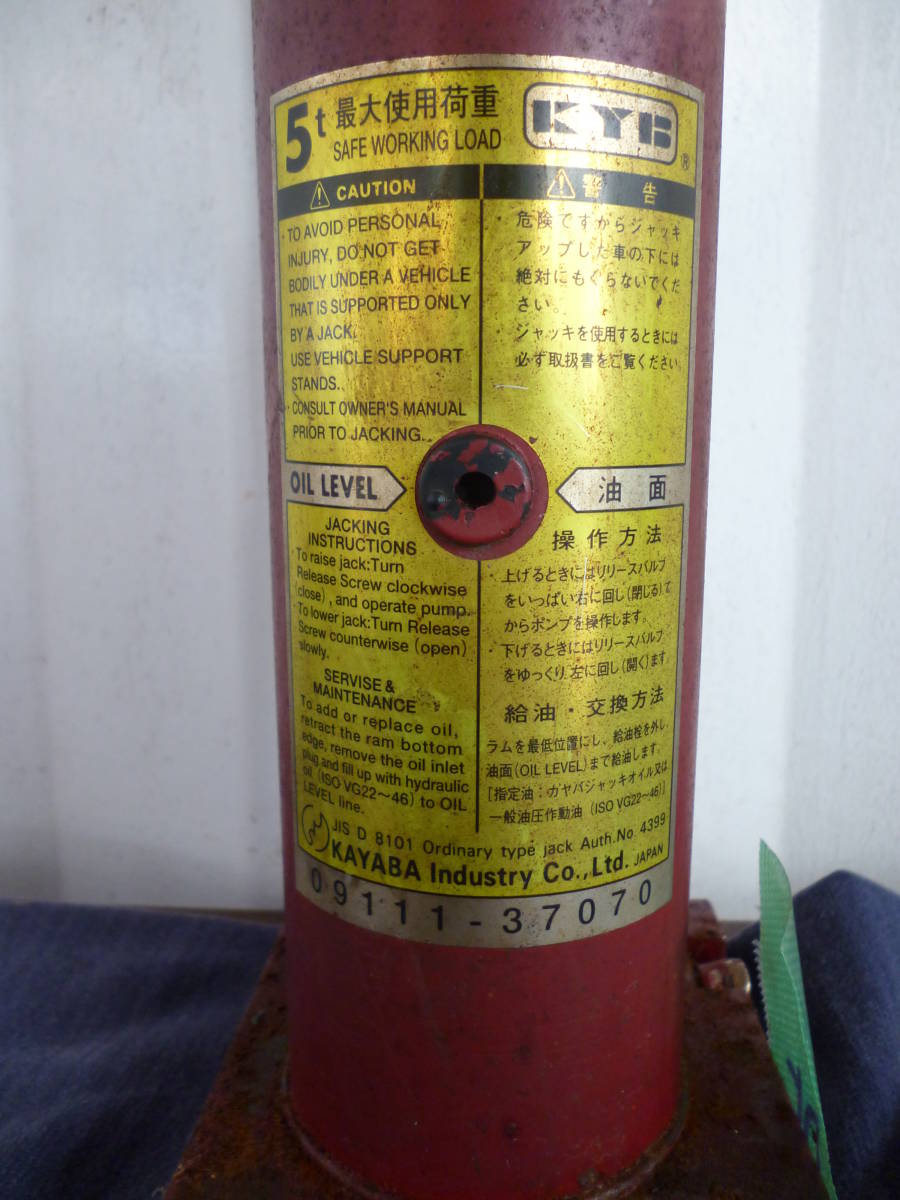 5t 最大使用荷重
SAFE WORKING LOAD
KYB ®
CAUTION
・TO AVOID PERSONAL
INJURY, DO NOT GET
BODILY UNDER A VEHICLE
THAT IS SUPPORTED ONLY
BY A JACK.
USE VEHICLE SUPPORT
STANDS.
・CONSULT OWNER'S MANUAL
PRIOR TO JACKING.
警告
・危険ですからジャッキ
アップした車の下には
絶対にもぐらないでくだ
さい。
・ジャッキを使用するときには
必ず取扱書をご覧ください。
OIL LEVEL
油面
JACKING
INSTRUCTIONS
・To raise jack:Turn
Release Screw clockwise
(close), and operate pump.
・To lower jack:Turn Release
Screw counterwise (open)
slowly.
SERVISE &
MAINTENANCE
To add or replace oil,
retract the ram bottom
edge, remove the oil inlet
plug and fill up with hydraulic
oil (ISO VG22～46) to OIL
LEVEL line.
操作方法
・上げるときにはリリースバルブ
をいっぱい右に回し(閉じる)て
からポンプを操作します。
・下げるときにはリリースバルブ
をゆっくり左に回し(開く)ます。
給油・交換方法
ラムを最低位置にし、給油栓を外し、
油面(OIL LEVEL)まで給油します。
[指定油：カヤバジャッキオイル又は
一般油圧作動油 (ISO VG22～46)]
JIS D 8101 Ordinary type jack Auth.No. 4399
KAYABA Industry Co.,Ltd. JAPAN
09111-37070